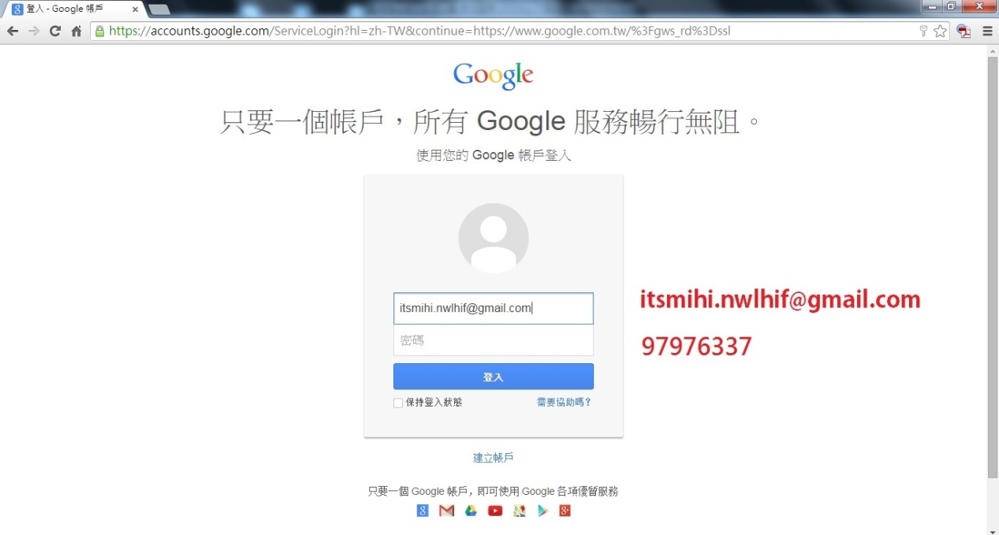 登入 - Google 帳戶
https://accounts.google.com/ServiceLogin?hl=zh-TW&continue=https://www.google.com.tw/%3Fgws_rd%3Dssl
Google
只要一個帳戶，所有 Google 服務暢行無阻。
使用您的 Google 帳戶登入
itsmihi.nwlhif@gmail.com
itsmihi.nwlhif@gmail.com
密碼
97976337
登入
保持登入狀態
需要協助嗎？
建立帳戶
只要一個 Google 帳戶，即可使用 Google 各項優質服務